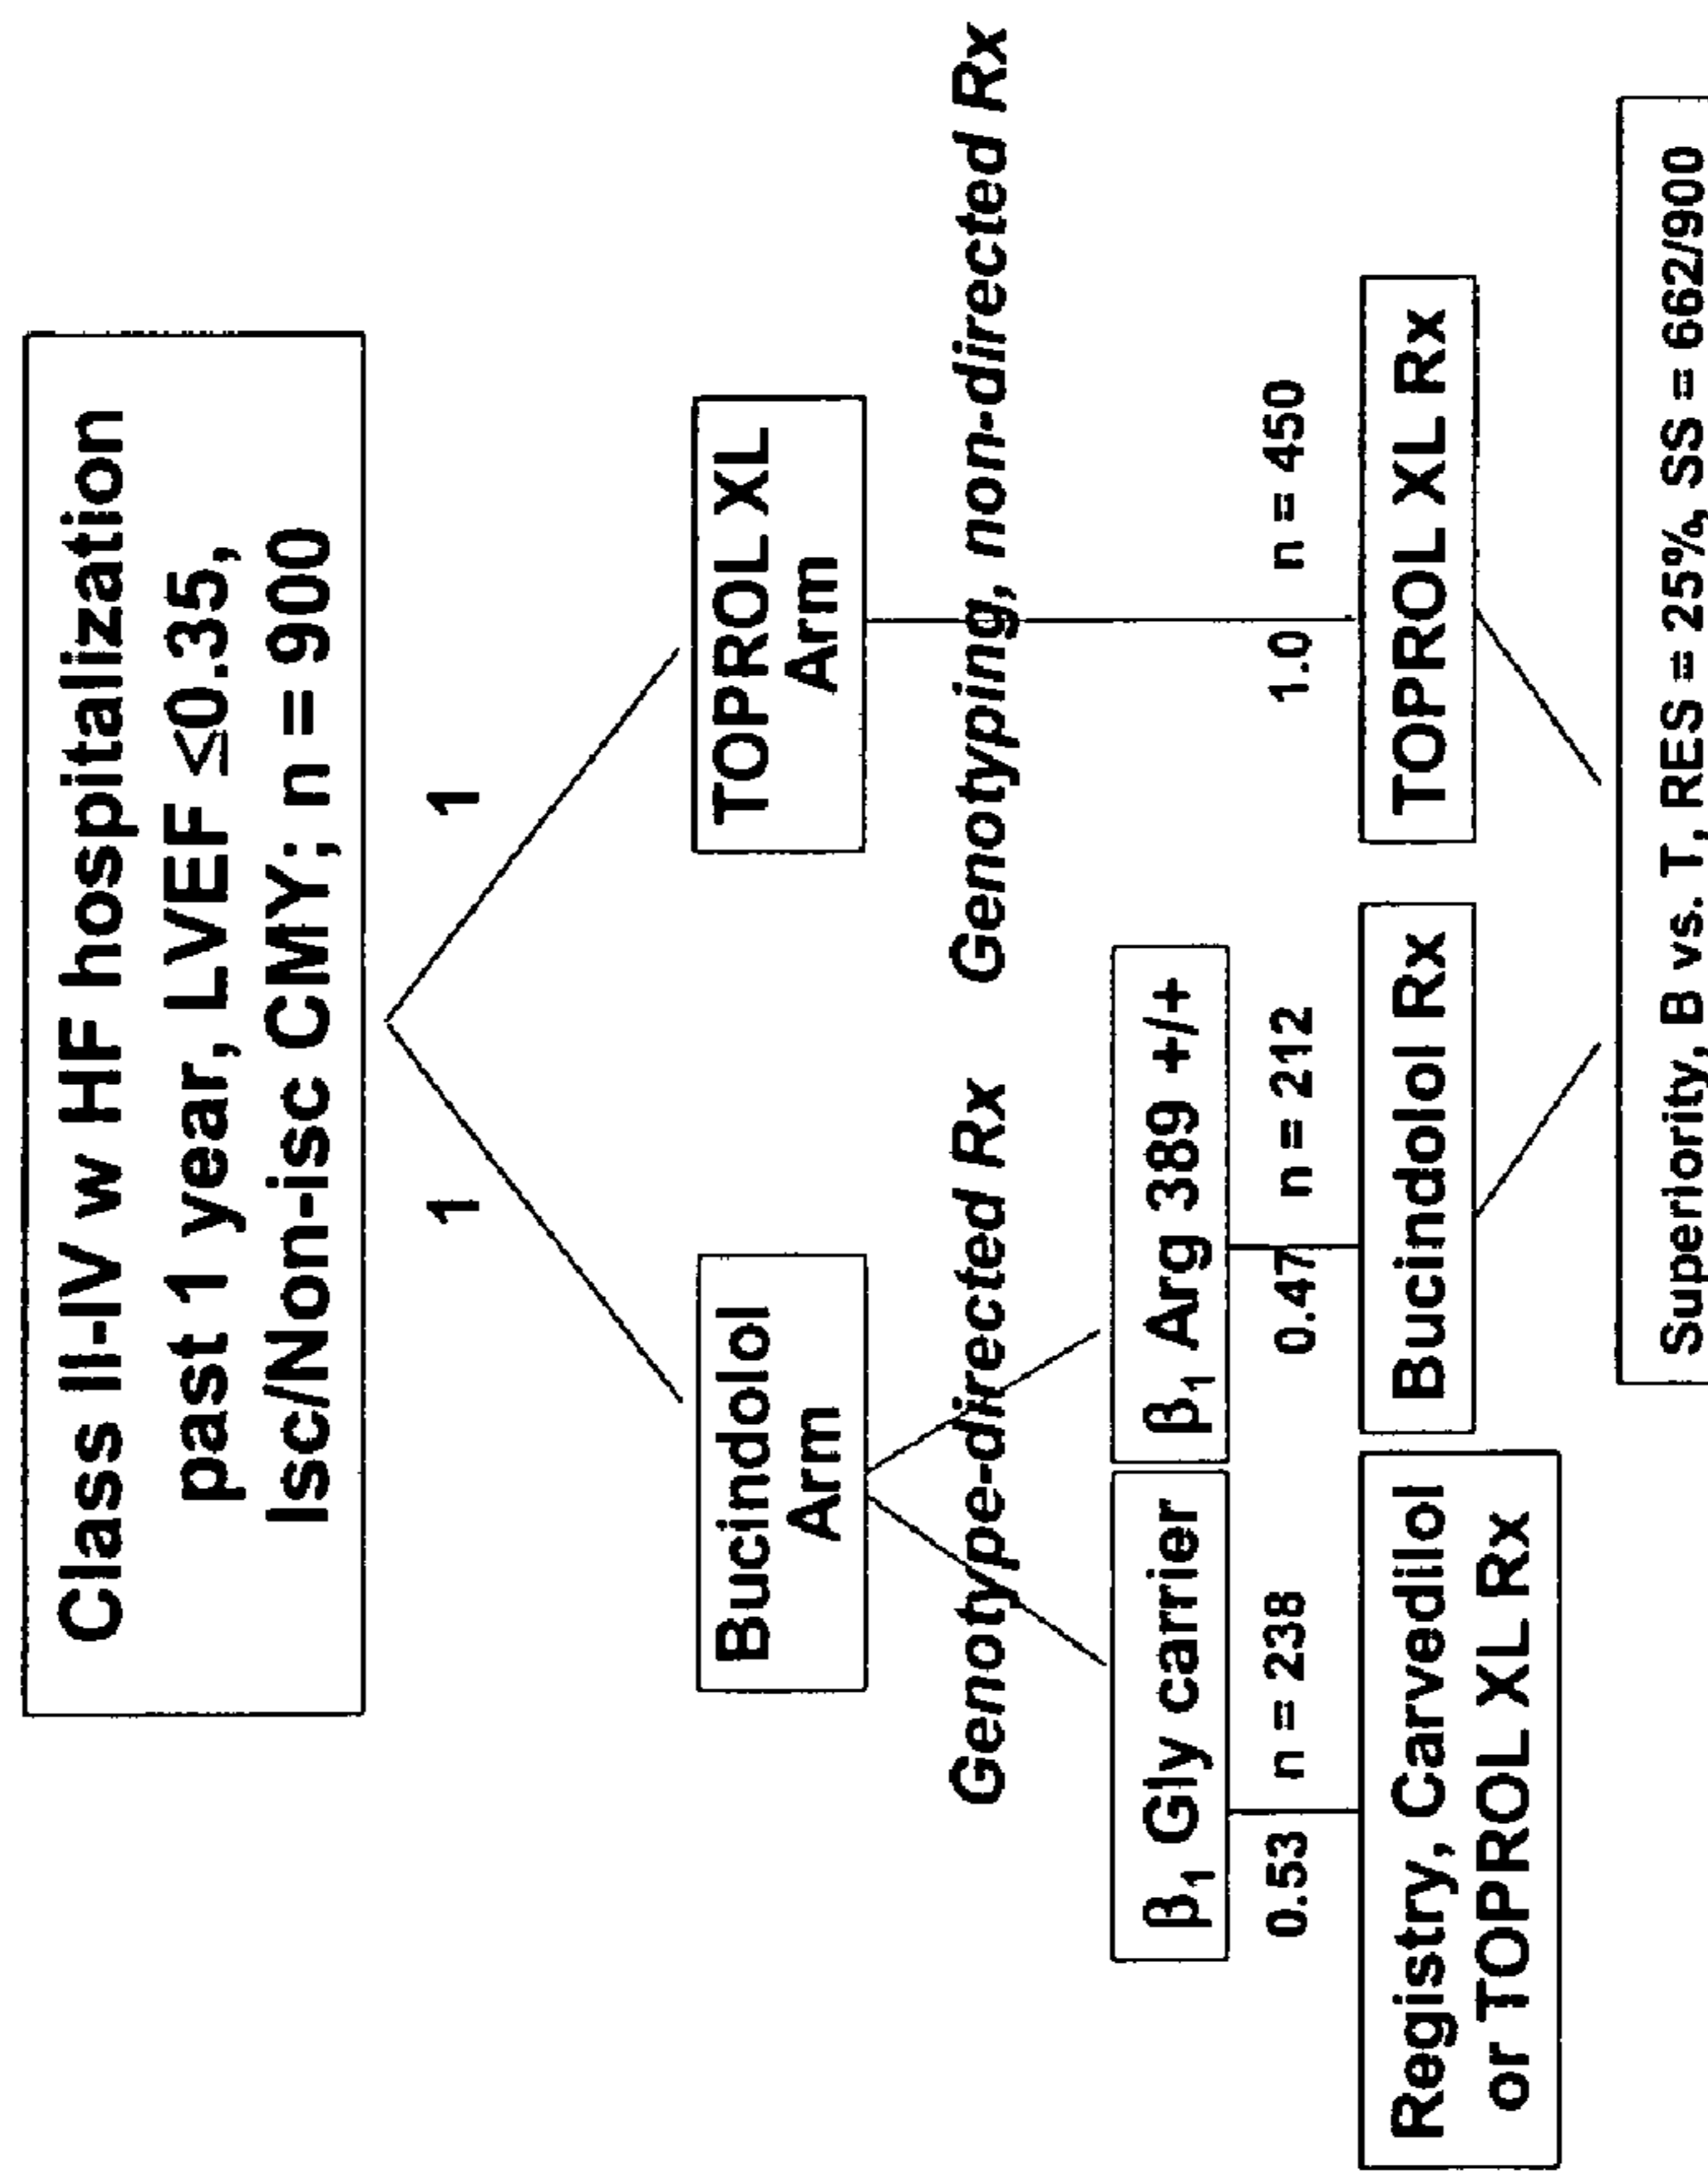 Class II-IV w HF hospitalization
past 1 year, LVEF ≤0.35,
Isc/Non-isc CMY; n = 900
1
1
Bucindolol
Arm
TOPROL XL
Arm
Genotype-directed Rx
Genotyping, non-directed Rx
β₁ Gly carrier
β₁ Arg 389 +/+
0.53 n = 238
0.47 n = 212
1.0 n = 450
Registry, Carvedilol
or TOPROL XL Rx
Bucindolol Rx
TOPROL XL Rx
Superiority, B vs. T, RES = 25%, SS = 662/900